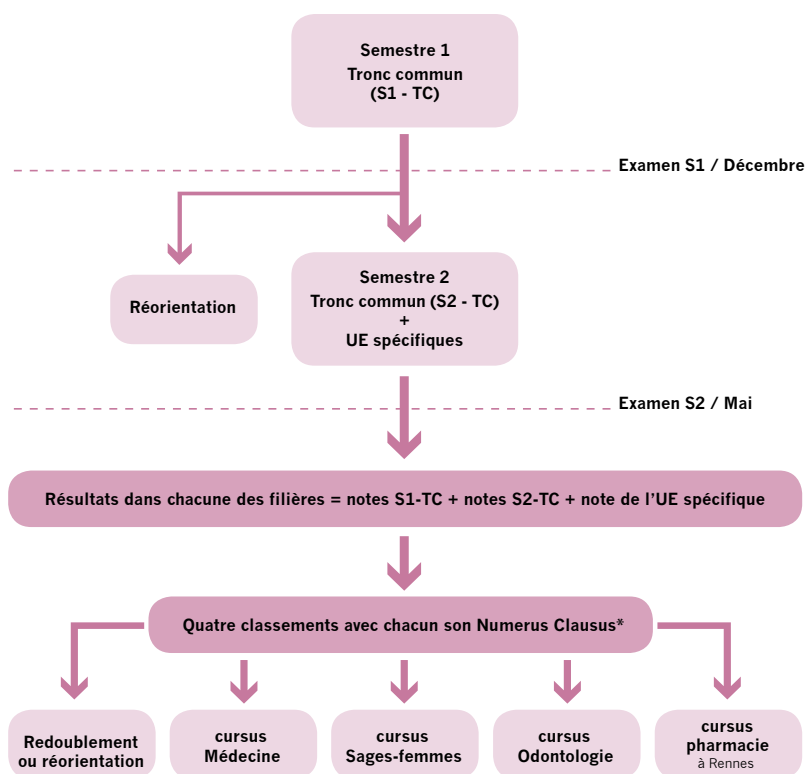 Semestre 1
Tronc commun
(S1 - TC)
Examen S1 / Décembre
Réorientation
Semestre 2
Tronc commun (S2 - TC)
+
UE spécifiques
Examen S2 / Mai
Résultats dans chacune des filières = notes S1-TC + notes S2-TC + note de l'UE spécifique
Quatre classements avec chacun son Numerus Clausus*
Redoublement
ou réorientation
cursus
Médecine
cursus
Sages-femmes
cursus
Odontologie
cursus
pharmacie
à Rennes